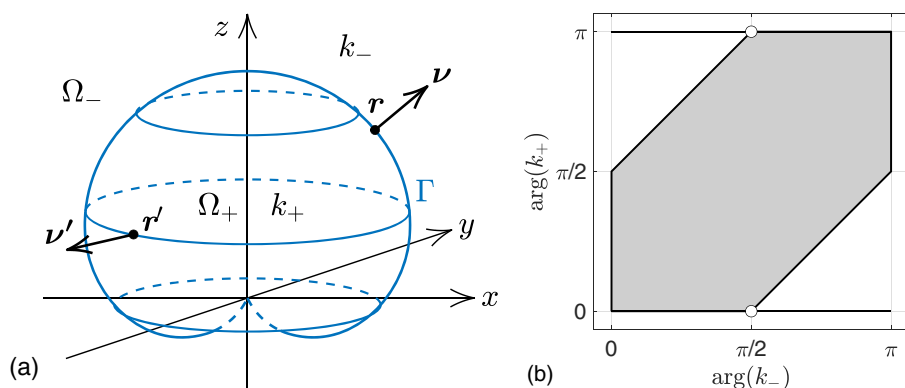 z
k₋
Ω₋
r
ν
Γ
Ω₊ k₊
ν′ r′
y
x
(a)
π
π/2
0
arg(k₊)
0 π/2 π
arg(k₋)
(b)